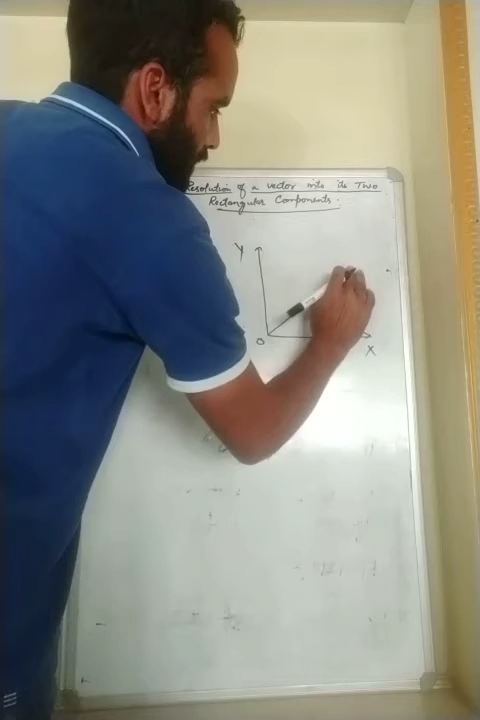 Resolution of a vector into its Two
Rectangular Components.
Y
O
X